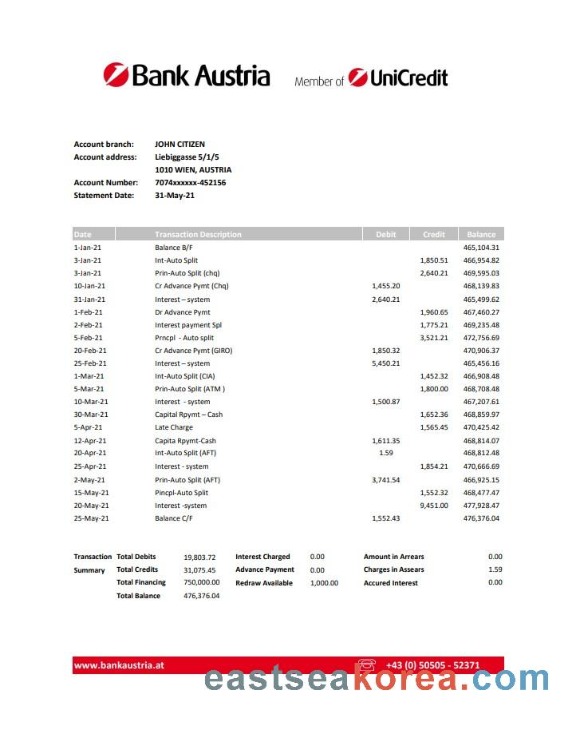 Bank Austria Member of UniCredit
Account branch: JOHN CITIZEN
Account address: Liebiggasse 5/1/5
1010 WIEN, AUSTRIA
Account Number: 7074xxxxxx-452156
Statement Date: 31-May-21
Date Transaction Description Debit Credit Balance
1-Jan-21 Balance B/F 465,104.31
3-Jan-21 Int-Auto Split 1,850.51 466,954.82
3-Jan-21 Prin-Auto Split (chq) 2,640.21 469,595.03
10-Jan-21 Cr Advance Pymt (Chq) 1,455.20 468,139.83
31-Jan-21 Interest – system 2,640.21 465,499.62
1-Feb-21 Dr Advance Pymt 1,960.65 467,460.27
2-Feb-21 Interest payment Spl 1,775.21 469,235.48
5-Feb-21 Prncpl - Auto split 3,521.21 472,756.69
20-Feb-21 Cr Advance Pymt (GIRO) 1,850.32 470,906.37
25-Feb-21 Interest – system 5,450.21 465,456.16
1-Mar-21 Int-Auto Split (CIA) 1,452.32 466,908.48
5-Mar-21 Prin-Auto Split (ATM ) 1,800.00 468,708.48
10-Mar-21 Interest - system 1,500.87 467,207.61
30-Mar-21 Capital Rpymt – Cash 1,652.36 468,859.97
5-Apr-21 Late Charge 1,565.45 470,425.42
12-Apr-21 Capita Rpymt-Cash 1,611.35 468,814.07
20-Apr-21 Int-Auto Split (AFT) 1.59 468,812.48
25-Apr-21 Interest - system 1,854.21 470,666.69
2-May-21 Prin-Auto Split (AFT) 3,741.54 466,925.15
15-May-21 Pincpl-Auto Split 1,552.32 468,477.47
20-May-21 Interest -system 9,451.00 477,928.47
25-May-21 Balance C/F 1,552.43 476,376.04
Transaction Total Debits 19,803.72 Interest Charged 0.00 Amount in Arrears 0.00
Summary Total Credits 31,075.45 Advance Payment 0.00 Charges in Assears 1.59
Total Financing 750,000.00 Redraw Available 1,000.00 Accured Interest 0.00
Total Balance 476,376.04
www.bankaustria.at +43 (0) 50505 - 52371
eastseakorea.com